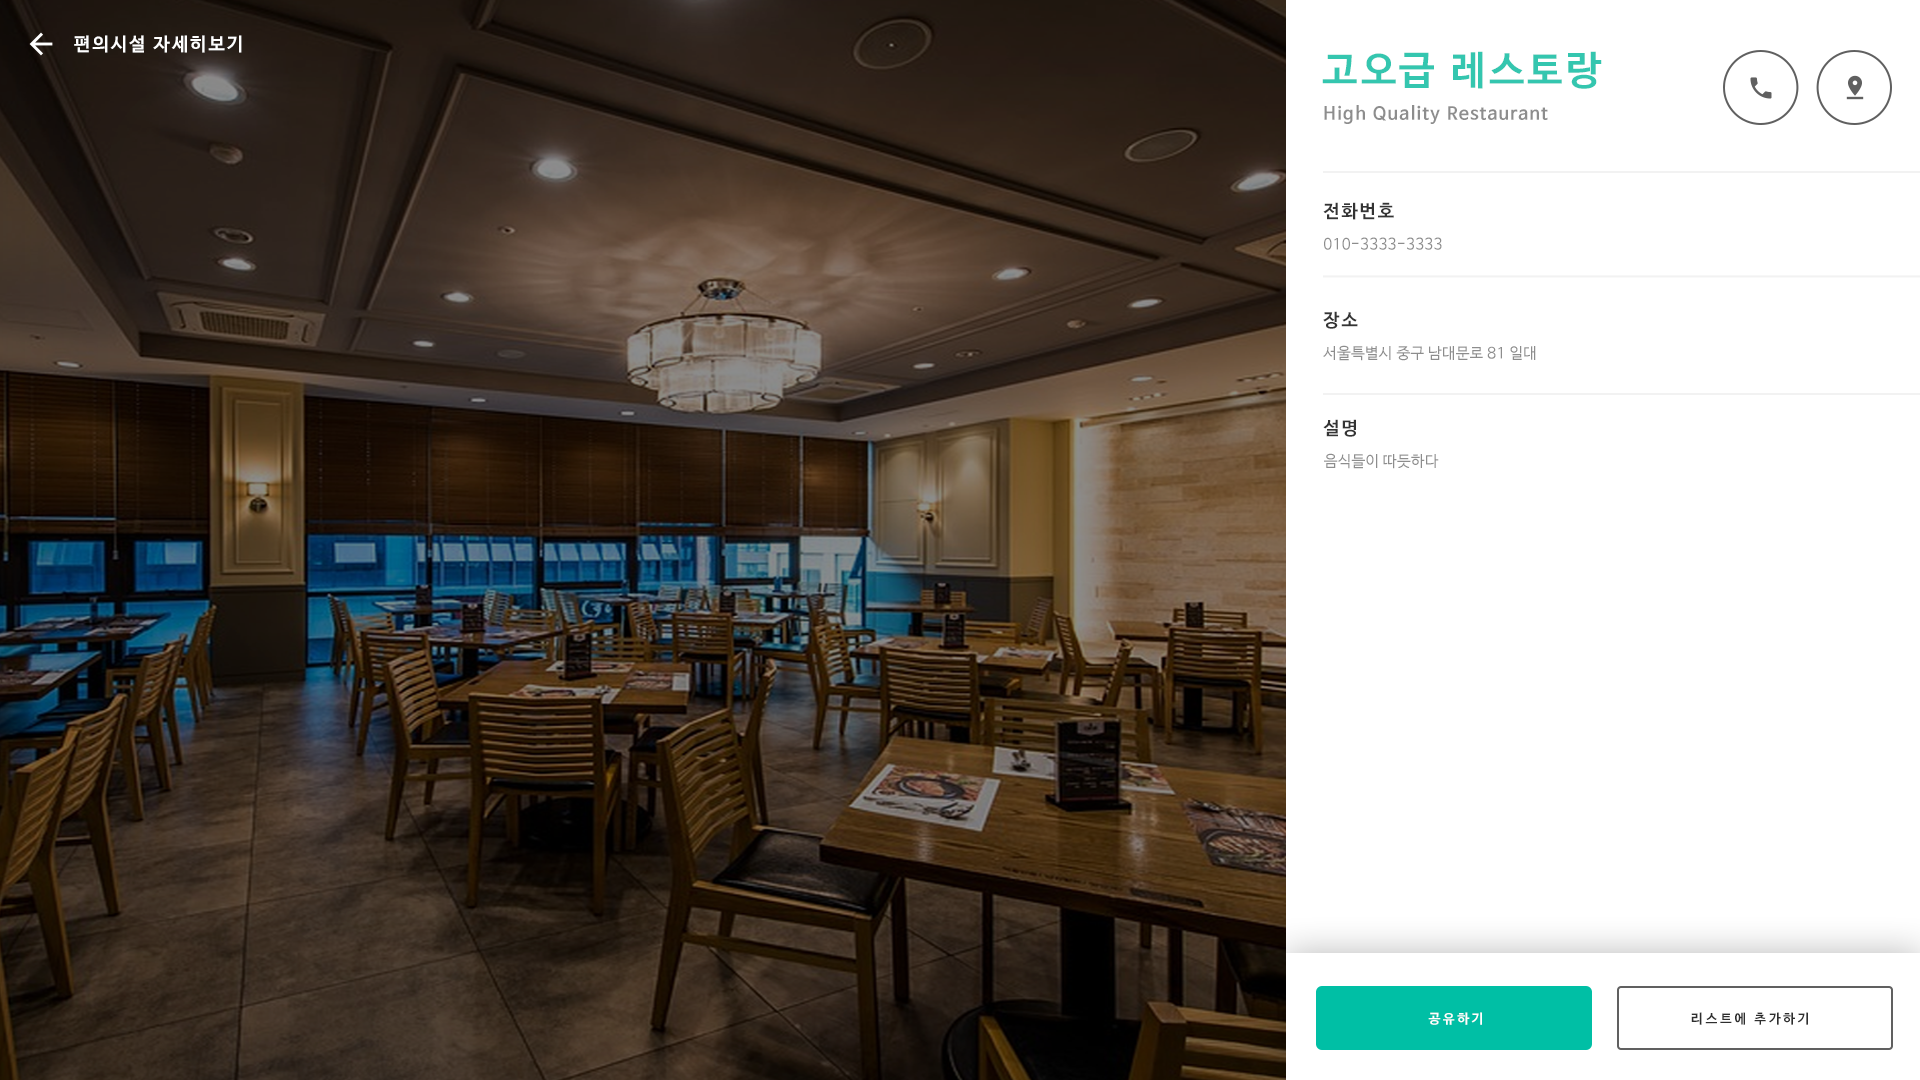 편의시설 자세히보기
고오급 레스토랑
High Quality Restaurant
전화번호
010-3333-3333
장소
서울특별시 중구 남대문로 81 일대
설명
음식들이 따듯하다
공유하기
리스트에 추가하기